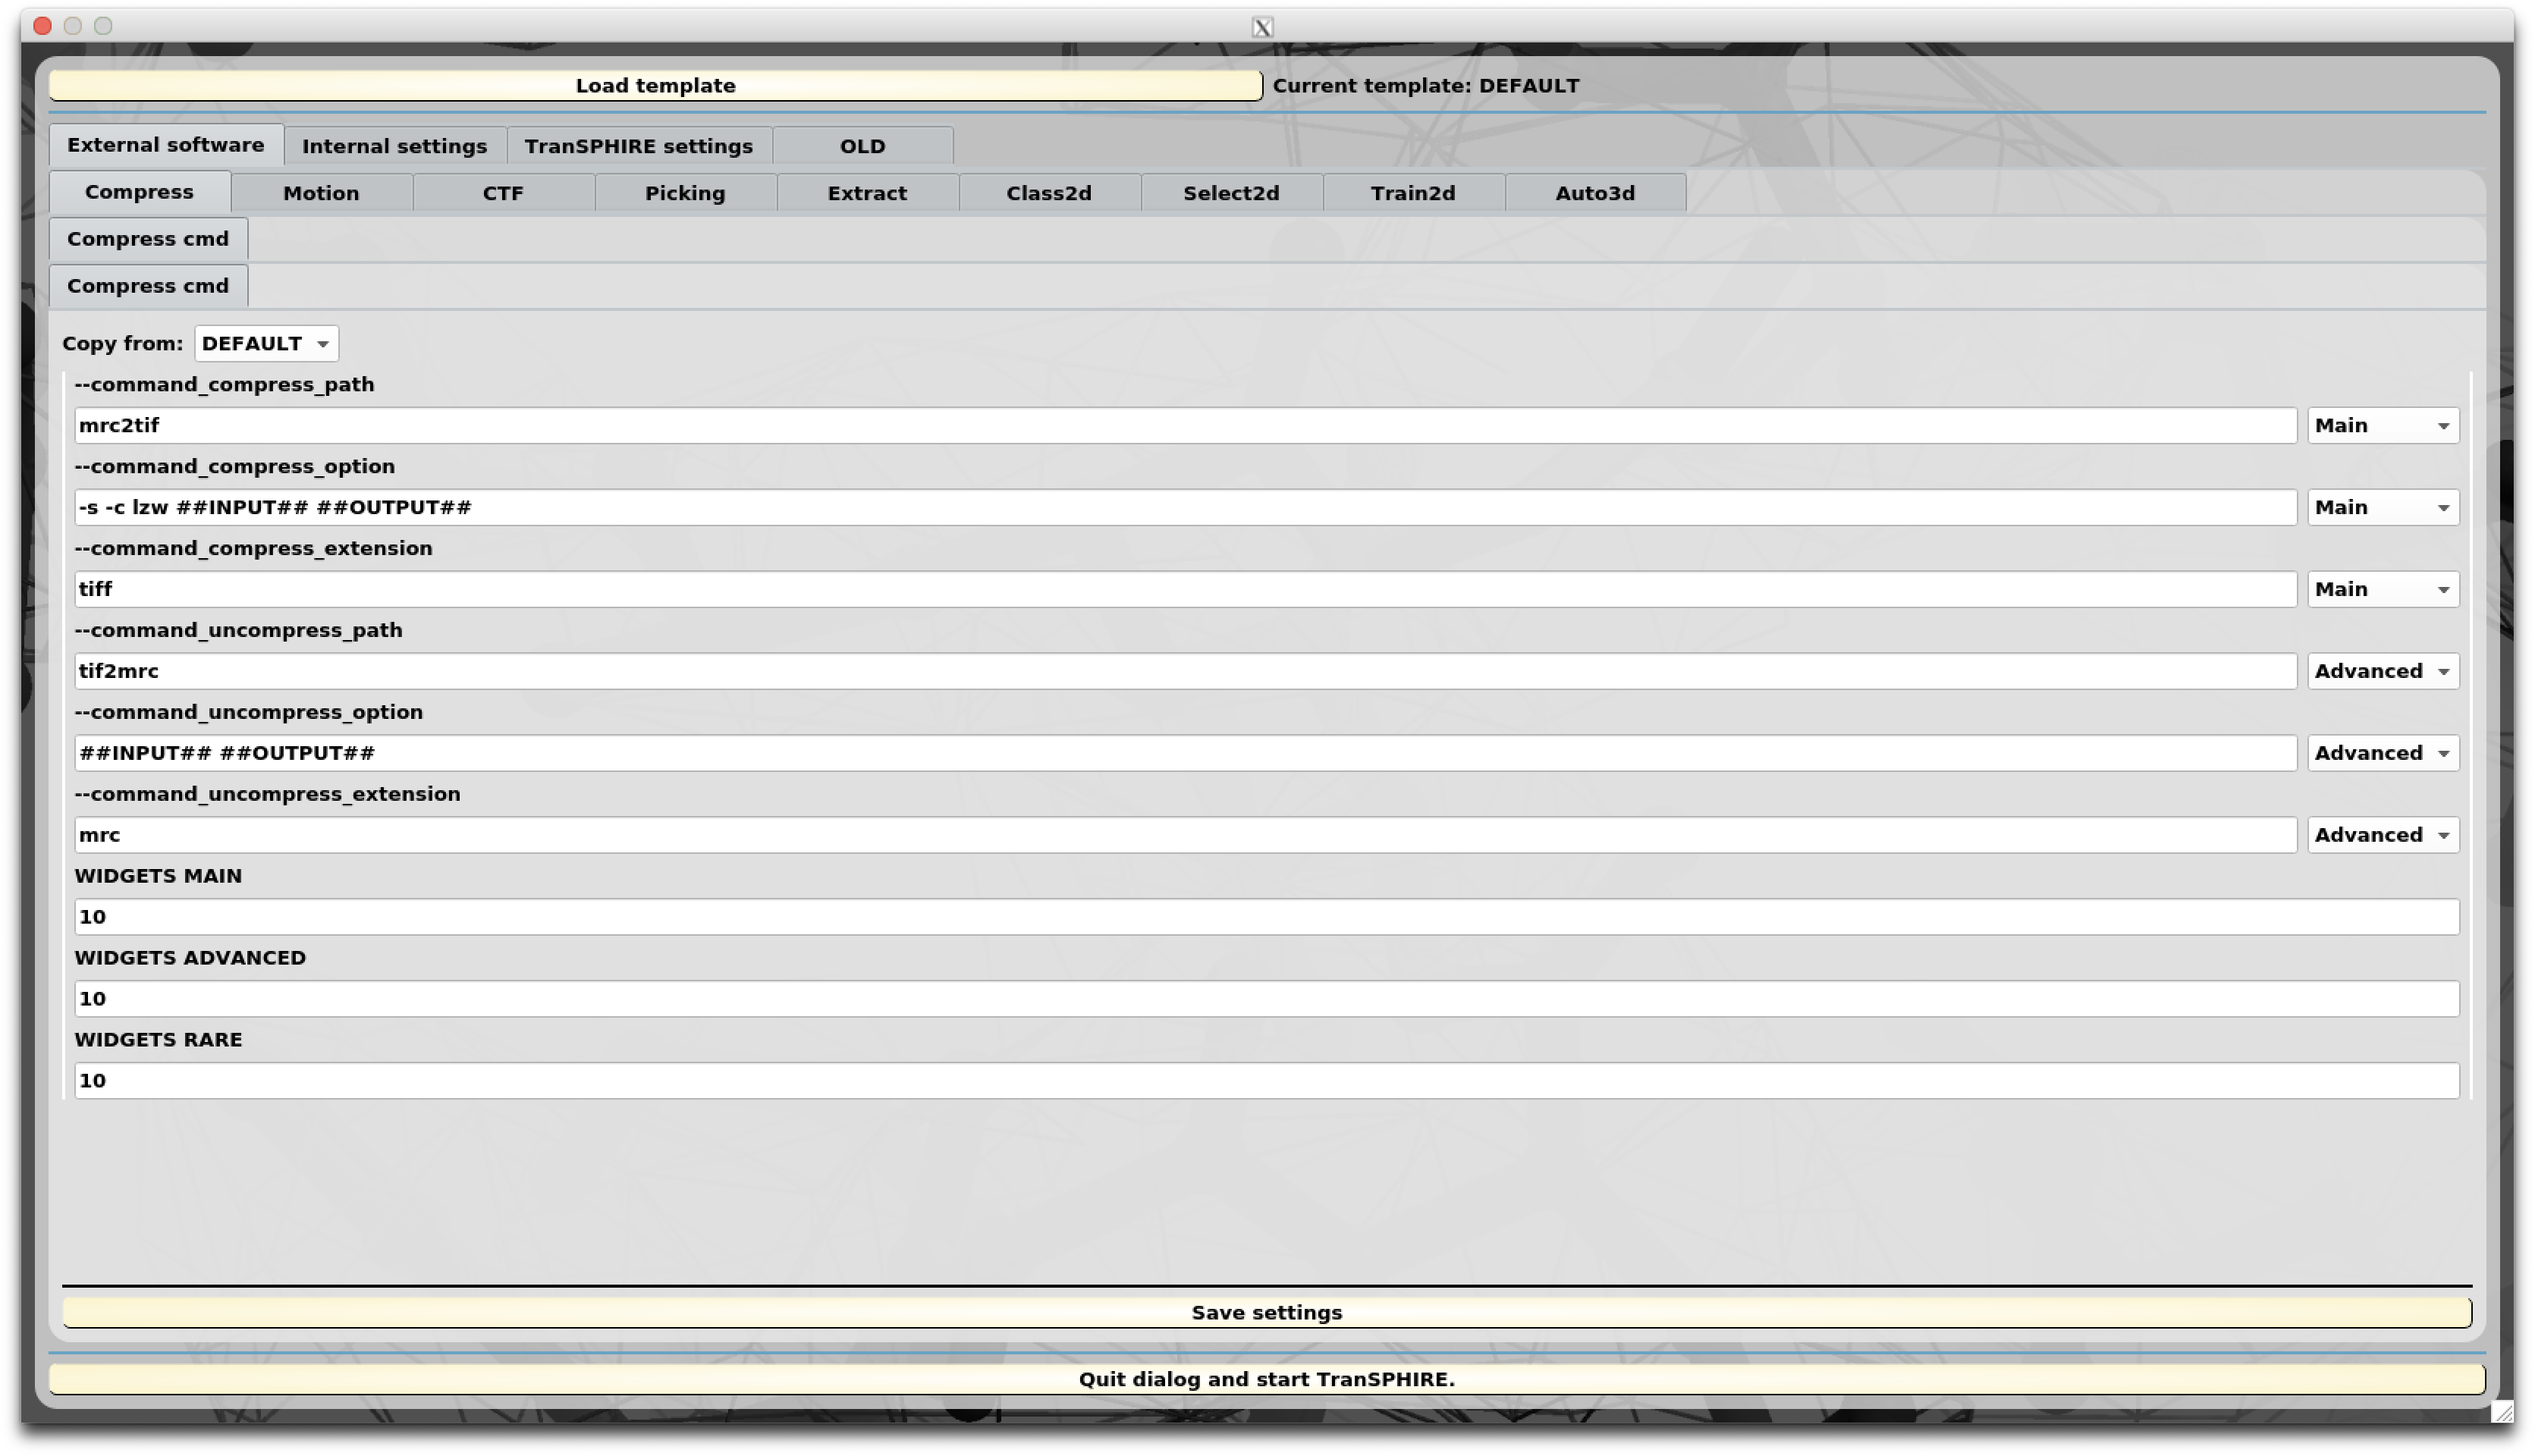 Load template Current template: DEFAULT
External software Internal settings TranSPHIRE settings OLD
Compress Motion CTF Picking Extract Class2d Select2d Train2d Auto3d
Compress cmd
Compress cmd
Copy from: DEFAULT
--command_compress_path
mrc2tif Main
--command_compress_option
-s -c lzw ##INPUT## ##OUTPUT## Main
--command_compress_extension
tiff Main
--command_uncompress_path
tif2mrc Advanced
--command_uncompress_option
##INPUT## ##OUTPUT## Advanced
--command_uncompress_extension
mrc Advanced
WIDGETS MAIN
10
WIDGETS ADVANCED
10
WIDGETS RARE
10
Save settings
Quit dialog and start TranSPHIRE.